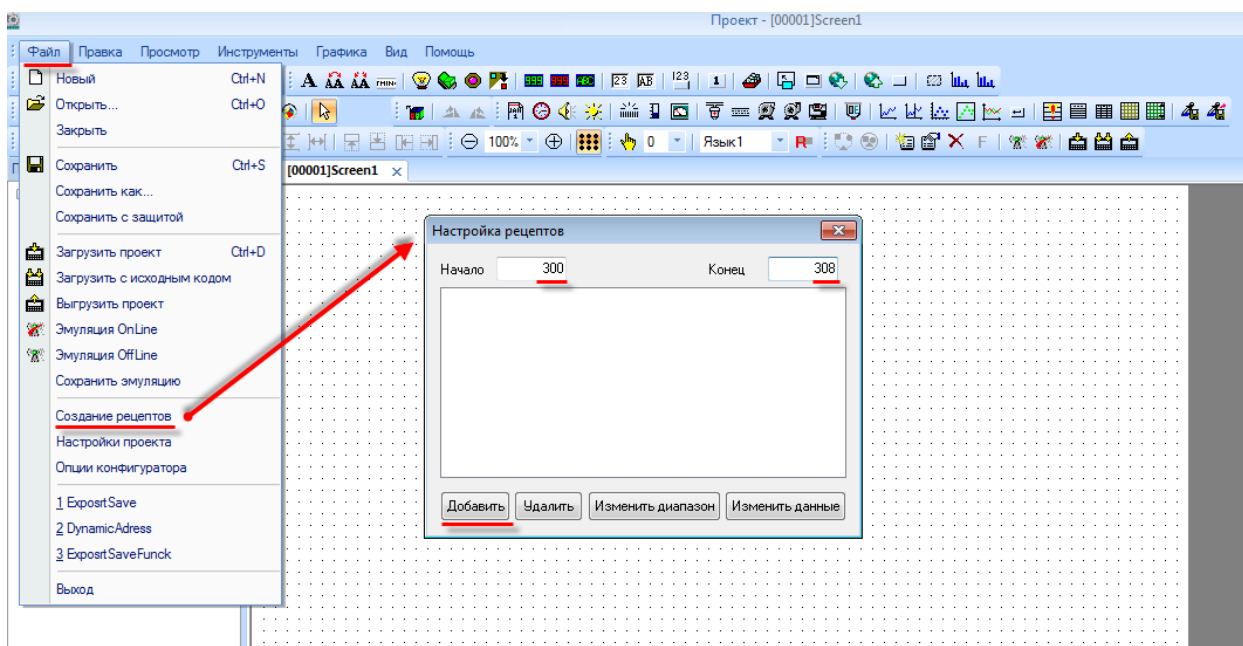 Проект - [00001]Screen1
Файл Правка Просмотр Инструменты Графика Вид Помощь
Новый Ctrl+N
Открыть... Ctrl+O
Закрыть
Сохранить Ctrl+S
Сохранить как...
Сохранить с защитой
Загрузить проект Ctrl+D
Загрузить с исходным кодом
Выгрузить проект
Эмуляция OnLine
Эмуляция OffLine
Сохранить эмуляцию
Создание рецептов
Настройки проекта
Опции конфигуратора
1 ExposrtSave
2 DynamicAdress
3 ExposrtSaveFunck
Выход
100% 0 Язык1
[00001]Screen1
Настройка рецептов
Начало 300 Конец 308
Добавить Удалить Изменить диапазон Изменить данные